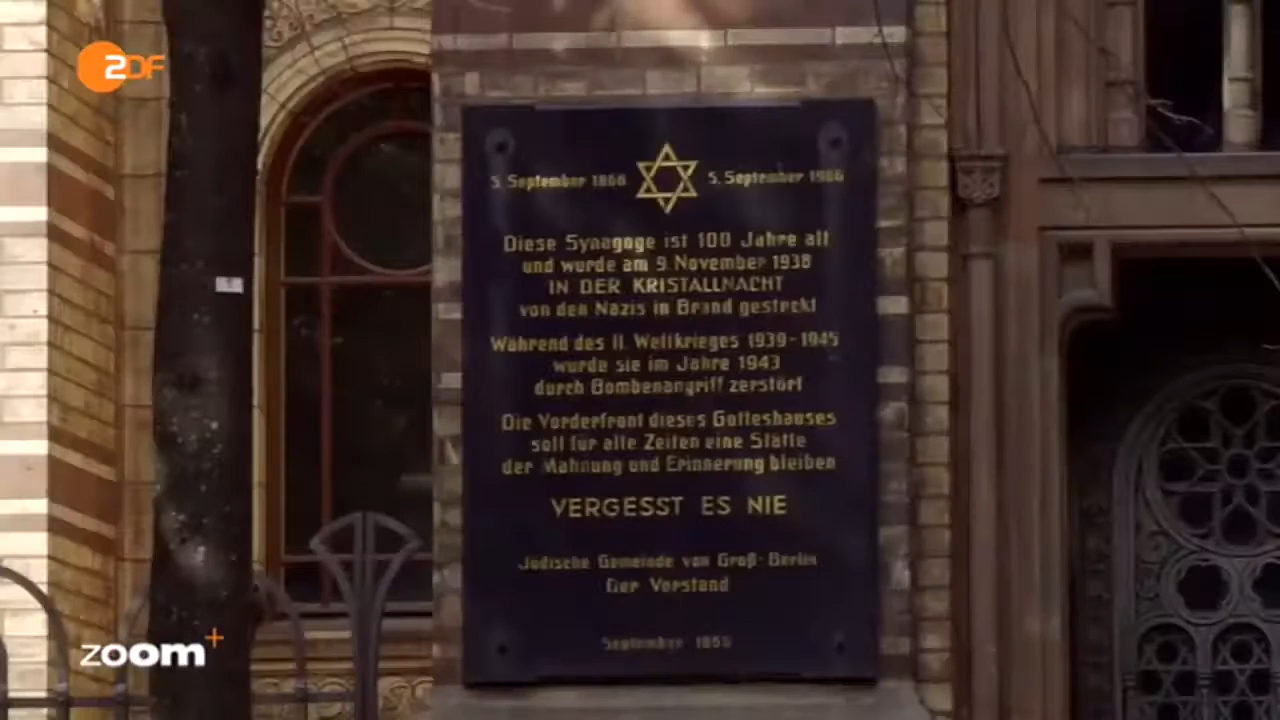 ZDF
5. September 1866 5. September 1966
Diese Synagoge ist 100 Jahre alt
und wurde am 9. November 1938
IN DER KRISTALLNACHT
von den Nazis in Brand gesteckt
Während des II. Weltkrieges 1939-1945
wurde sie im Jahre 1943
durch Bombenangriff zerstört
Die Vorderfront dieses Gotteshauses
soll für alle Zeiten eine Stätte
der Mahnung und Erinnerung bleiben
VERGESST ES NIE
Jüdische Gemeinde von Groß-Berlin
Der Vorstand
September
zoom+